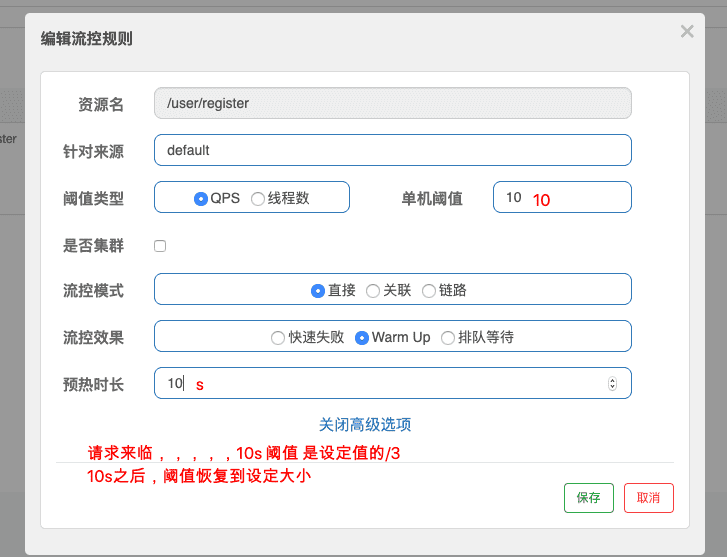 编辑流控规则 ×
ster
资源名 /user/register
针对来源 default
阈值类型 QPS 线程数 单机阈值 10 10
是否集群
流控模式 直接 关联 链路
流控效果 快速失败 Warm Up 排队等待
预热时长 10 s
关闭高级选项
请求来临，，，，，10s 阈值 是设定值的/3
10s之后，阈值恢复到设定大小
保存 取消